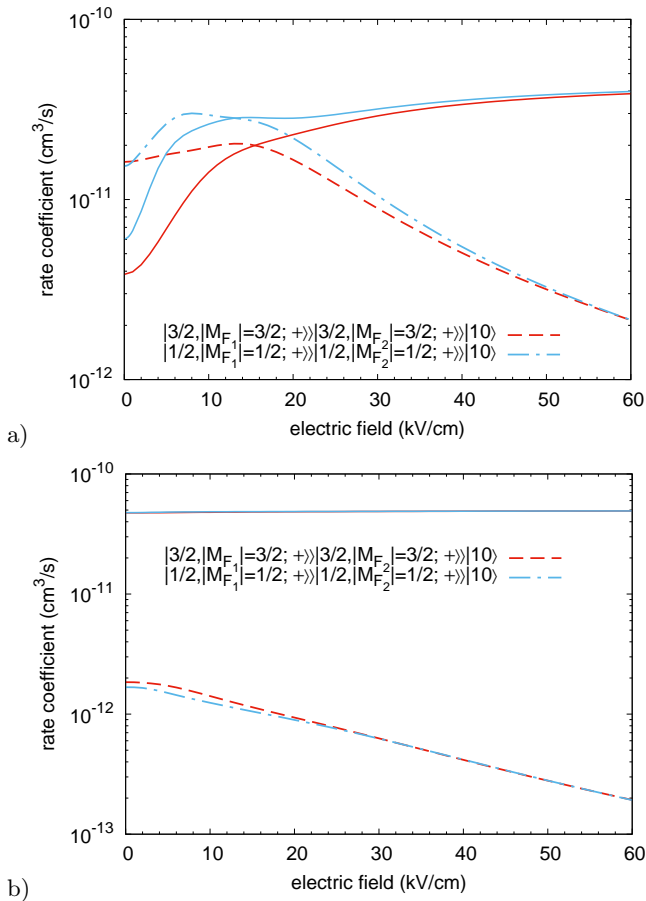 10⁻¹⁰
10⁻¹¹
10⁻¹²
rate coefficient (cm³/s)
|3/2,|M_F₁|=3/2; +⟩⟩|3/2,|M_F₂|=3/2; +⟩⟩|10⟩
|1/2,|M_F₁|=1/2; +⟩⟩|1/2,|M_F₂|=1/2; +⟩⟩|10⟩
0 10 20 30 40 50 60
electric field (kV/cm)
a)
10⁻¹⁰
10⁻¹¹
10⁻¹²
10⁻¹³
rate coefficient (cm³/s)
|3/2,|M_F₁|=3/2; +⟩⟩|3/2,|M_F₂|=3/2; +⟩⟩|10⟩
|1/2,|M_F₁|=1/2; +⟩⟩|1/2,|M_F₂|=1/2; +⟩⟩|10⟩
0 10 20 30 40 50 60
electric field (kV/cm)
b)